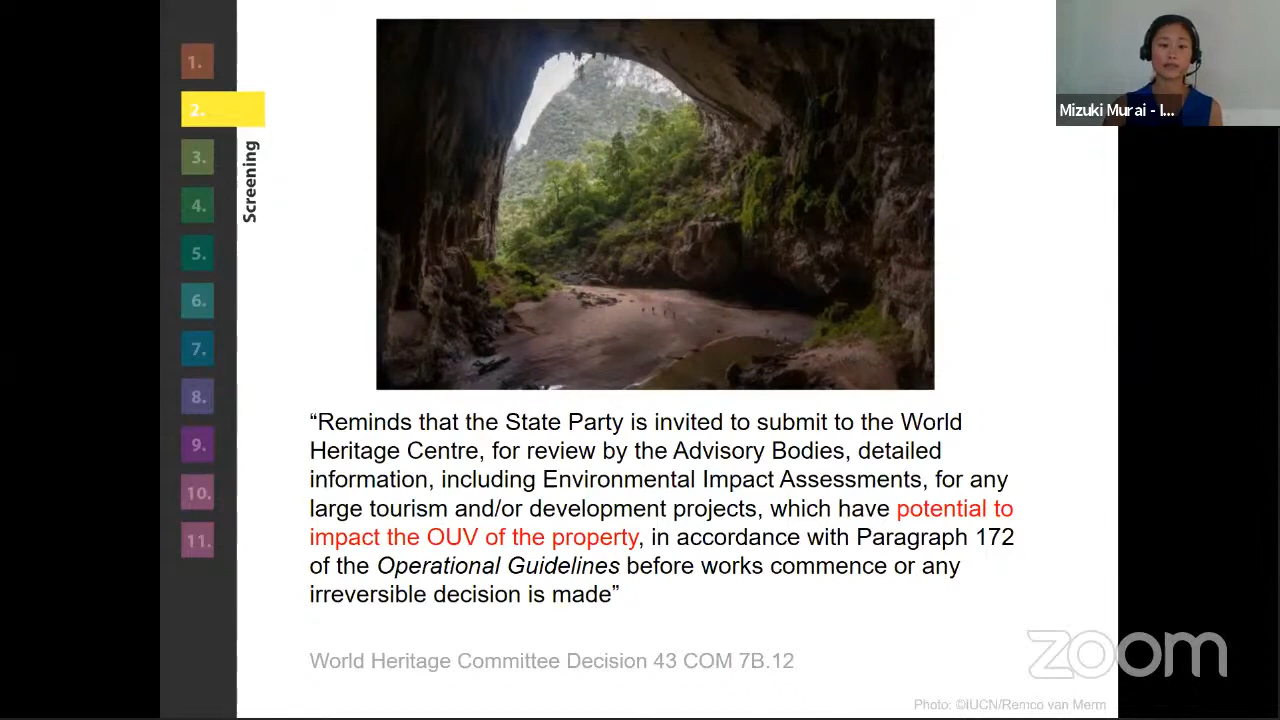 1.
2.
Screening
3.
4.
5.
6.
7.
8.
9.
10.
11.
Mizuki Murai - I...
“Reminds that the State Party is invited to submit to the World
Heritage Centre, for review by the Advisory Bodies, detailed
information, including Environmental Impact Assessments, for any
large tourism and/or development projects, which have potential to
impact the OUV of the property, in accordance with Paragraph 172
of the Operational Guidelines before works commence or any
irreversible decision is made”
World Heritage Committee Decision 43 COM 7B.12
zoom
Photo: ©IUCN/Remco van Merm